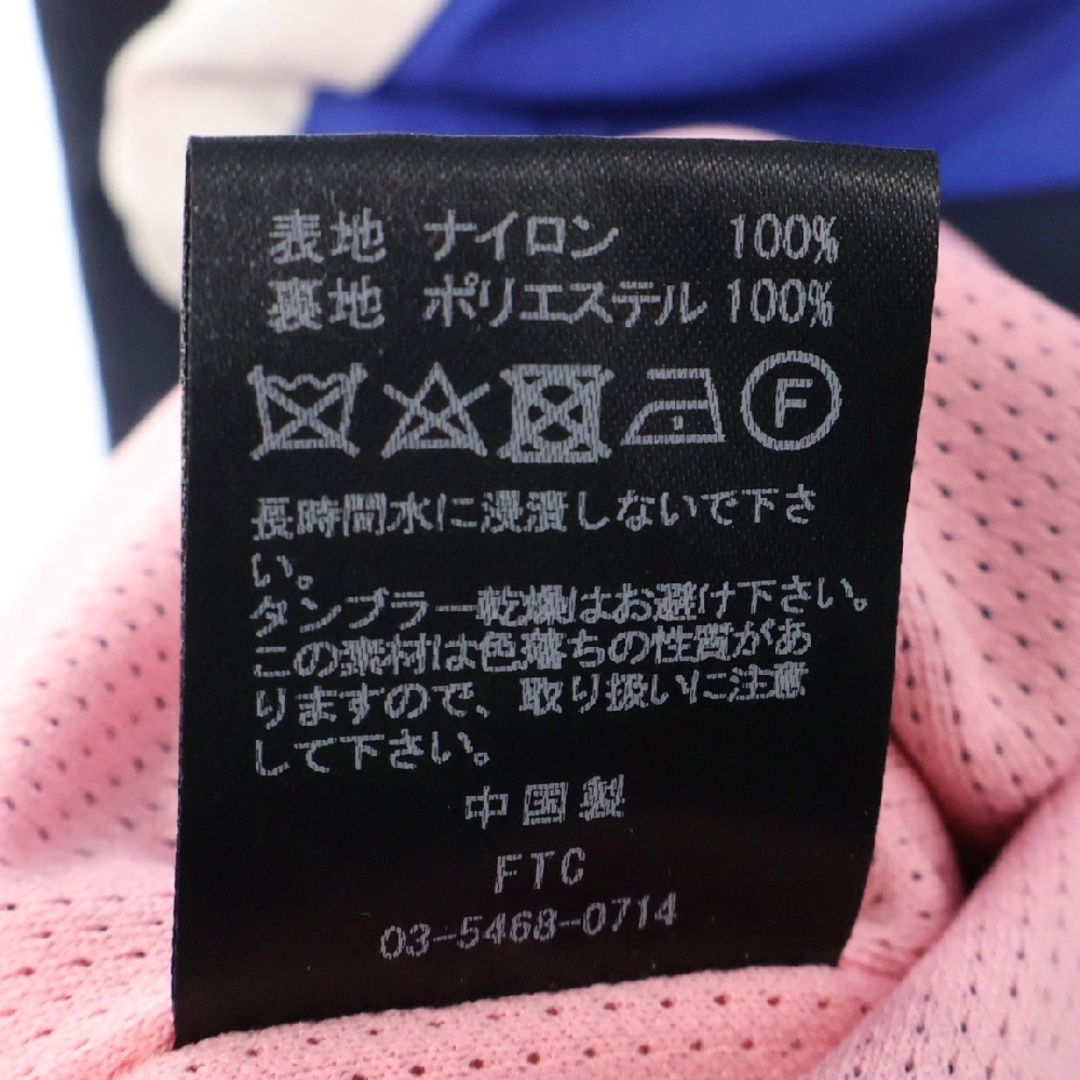 表地 ナイロン 100%
裏地 ポリエステル 100%
F
長時間水に浸漬しないで下さ
い。
タンブラー乾燥はお避け下さい。
この素材は色落ちの性質があ
りますので、取り扱いに注意
して下さい。
中国製
FTC
03-5468-0714